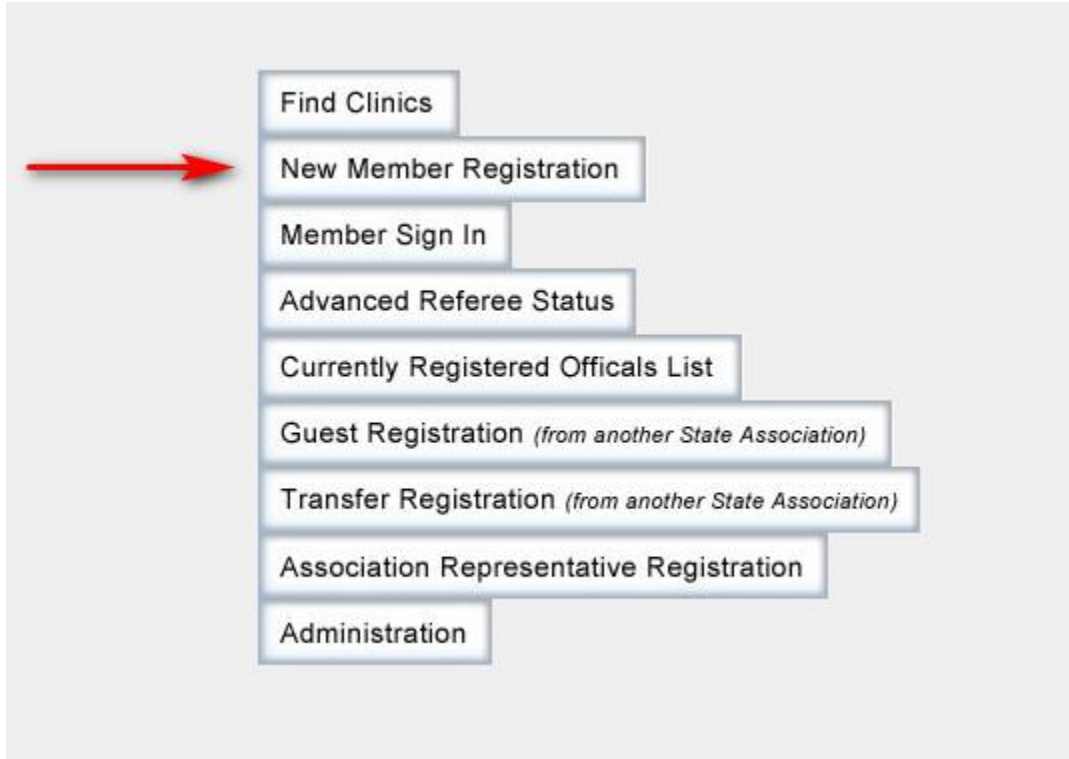 Find Clinics
New Member Registration
Member Sign In
Advanced Referee Status
Currently Registered Officals List
Guest Registration (from another State Association)
Transfer Registration (from another State Association)
Association Representative Registration
Administration